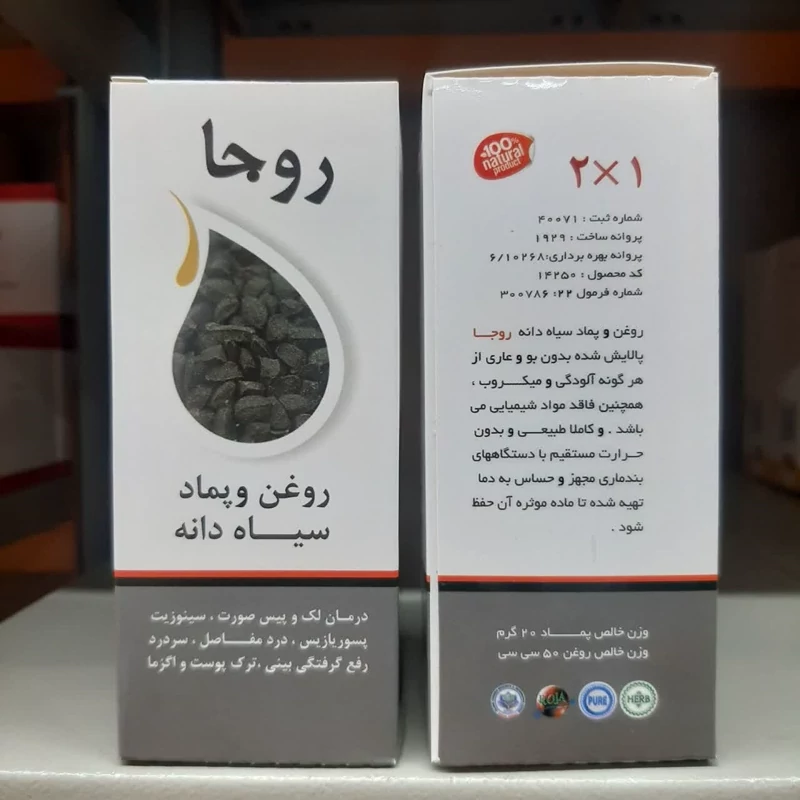 روجا
روغن و پماد
سیاه دانه
درمان لک و پیس صورت ، سینوزیت
پسوریازیس ، درد مفاصل ، سردرد
رفع گرفتگی بینی ،ترک پوست و اگزما
100%
natural
product
۲×۱
شماره ثبت : ۴۰۰۷۱
پروانه ساخت : ۱۹۲۹
پروانه بهره برداری:۶/۱۰۲۶۸
کد محصول : ۱۴۲۵۰
شماره فرمول ۲۲: ۳۰۰۷۸۶
روغن و پماد سیاه دانه روجا
پالایش شده بدون بو و عاری از
هر گونه آلودگی و میکروب ،
همچنین فاقد مواد شیمیایی می
باشد . و کاملا طبیعی و بدون
حرارت مستقیم با دستگاههای
بندماری مجهز و حساس به دما
تهیه شده تا ماده موثره آن حفظ
شود .
وزن خالص پماد ۲۰ گرم
وزن خالص روغن ۵۰ سی سی
ROJA
PURE
HERB